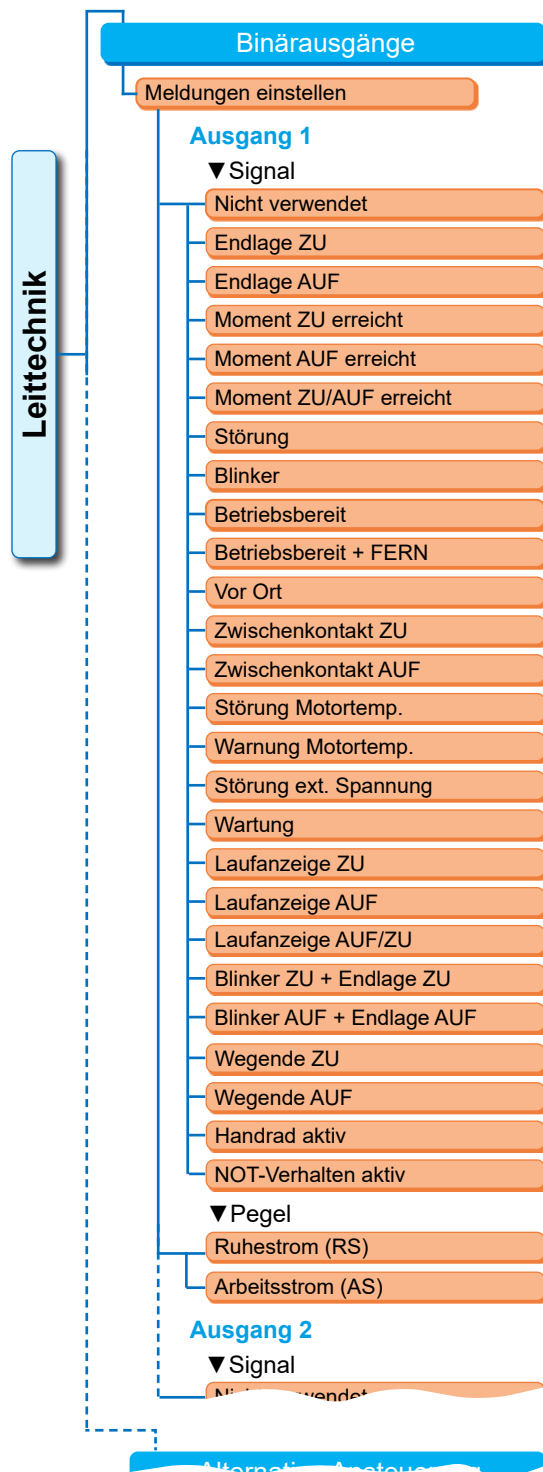 Binärausgänge
Meldungen einstellen
Leittechnik
Ausgang 1
▼Signal
Nicht verwendet
Endlage ZU
Endlage AUF
Moment ZU erreicht
Moment AUF erreicht
Moment ZU/AUF erreicht
Störung
Blinker
Betriebsbereit
Betriebsbereit + FERN
Vor Ort
Zwischenkontakt ZU
Zwischenkontakt AUF
Störung Motortemp.
Warnung Motortemp.
Störung ext. Spannung
Wartung
Laufanzeige ZU
Laufanzeige AUF
Laufanzeige AUF/ZU
Blinker ZU + Endlage ZU
Blinker AUF + Endlage AUF
Wegende ZU
Wegende AUF
Handrad aktiv
NOT-Verhalten aktiv
▼Pegel
Ruhestrom (RS)
Arbeitsstrom (AS)
Ausgang 2
▼Signal